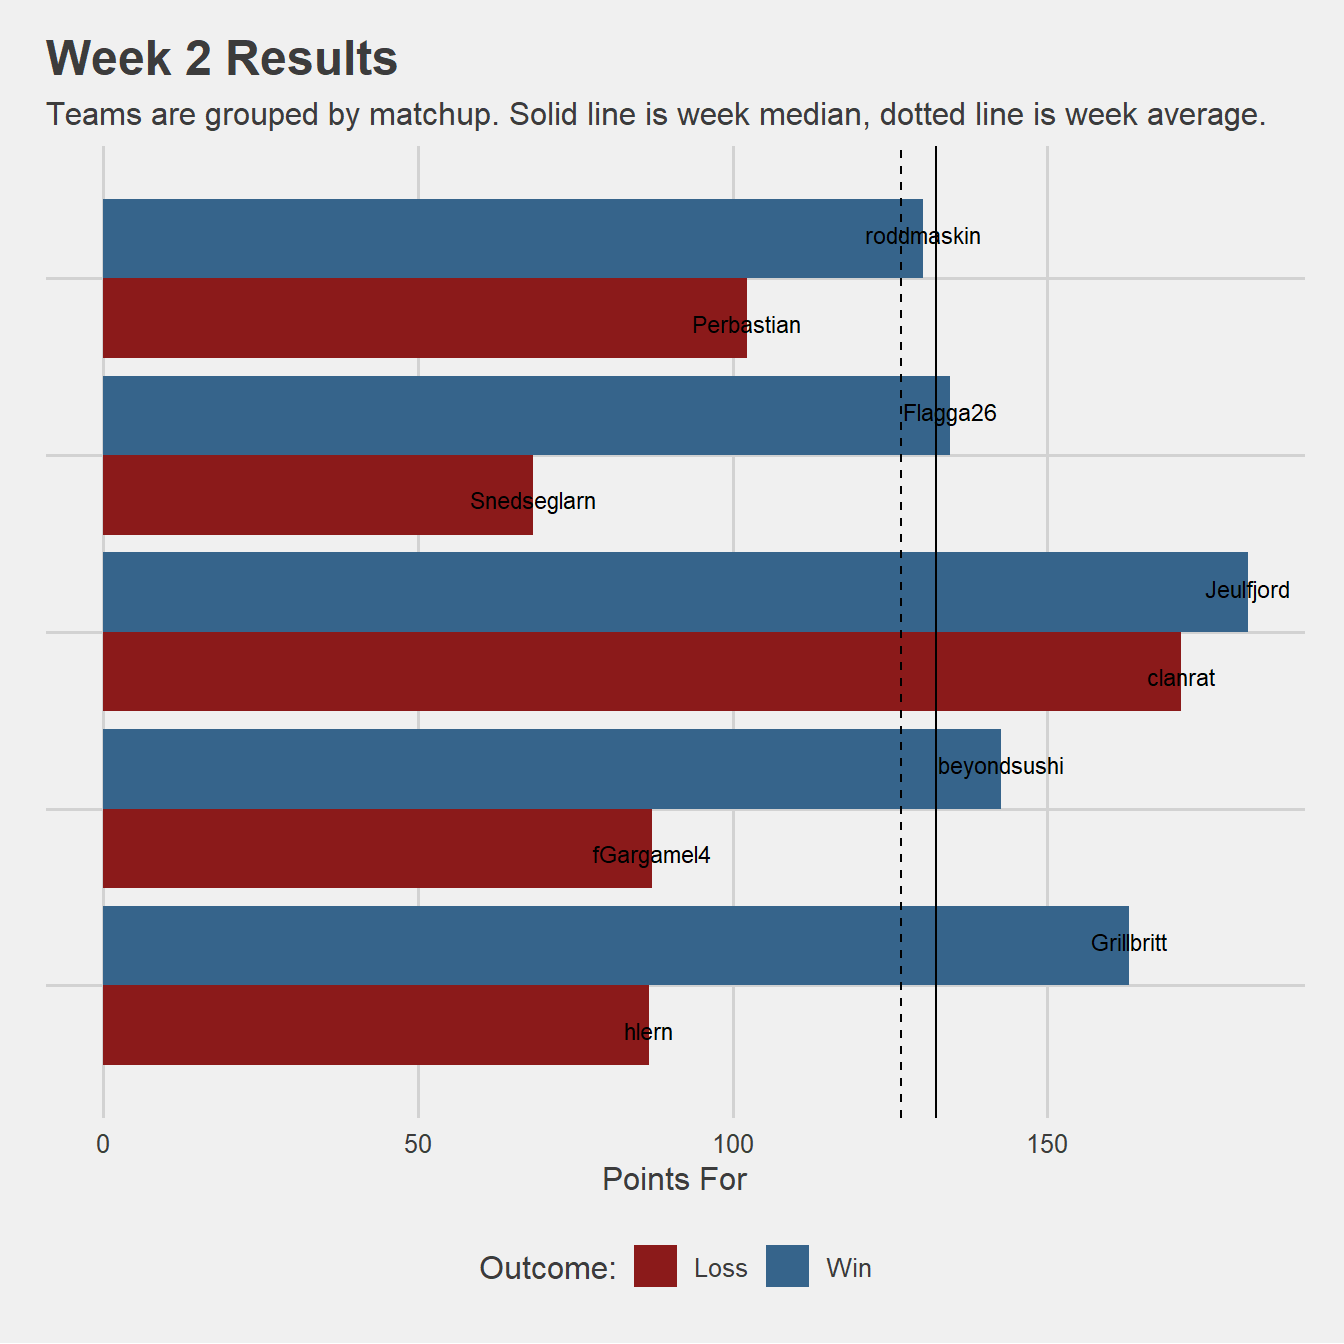 Week 2 Results
Teams are grouped by matchup. Solid line is week median, dotted line is week average.
roddmaskin
Perbastian
Flagga26
Snedseglarn
Jeulfjord
clanrat
beyondsushi
fGargamel4
Grillbritt
hlern
0 50 100 150
Points For
Outcome: Loss Win